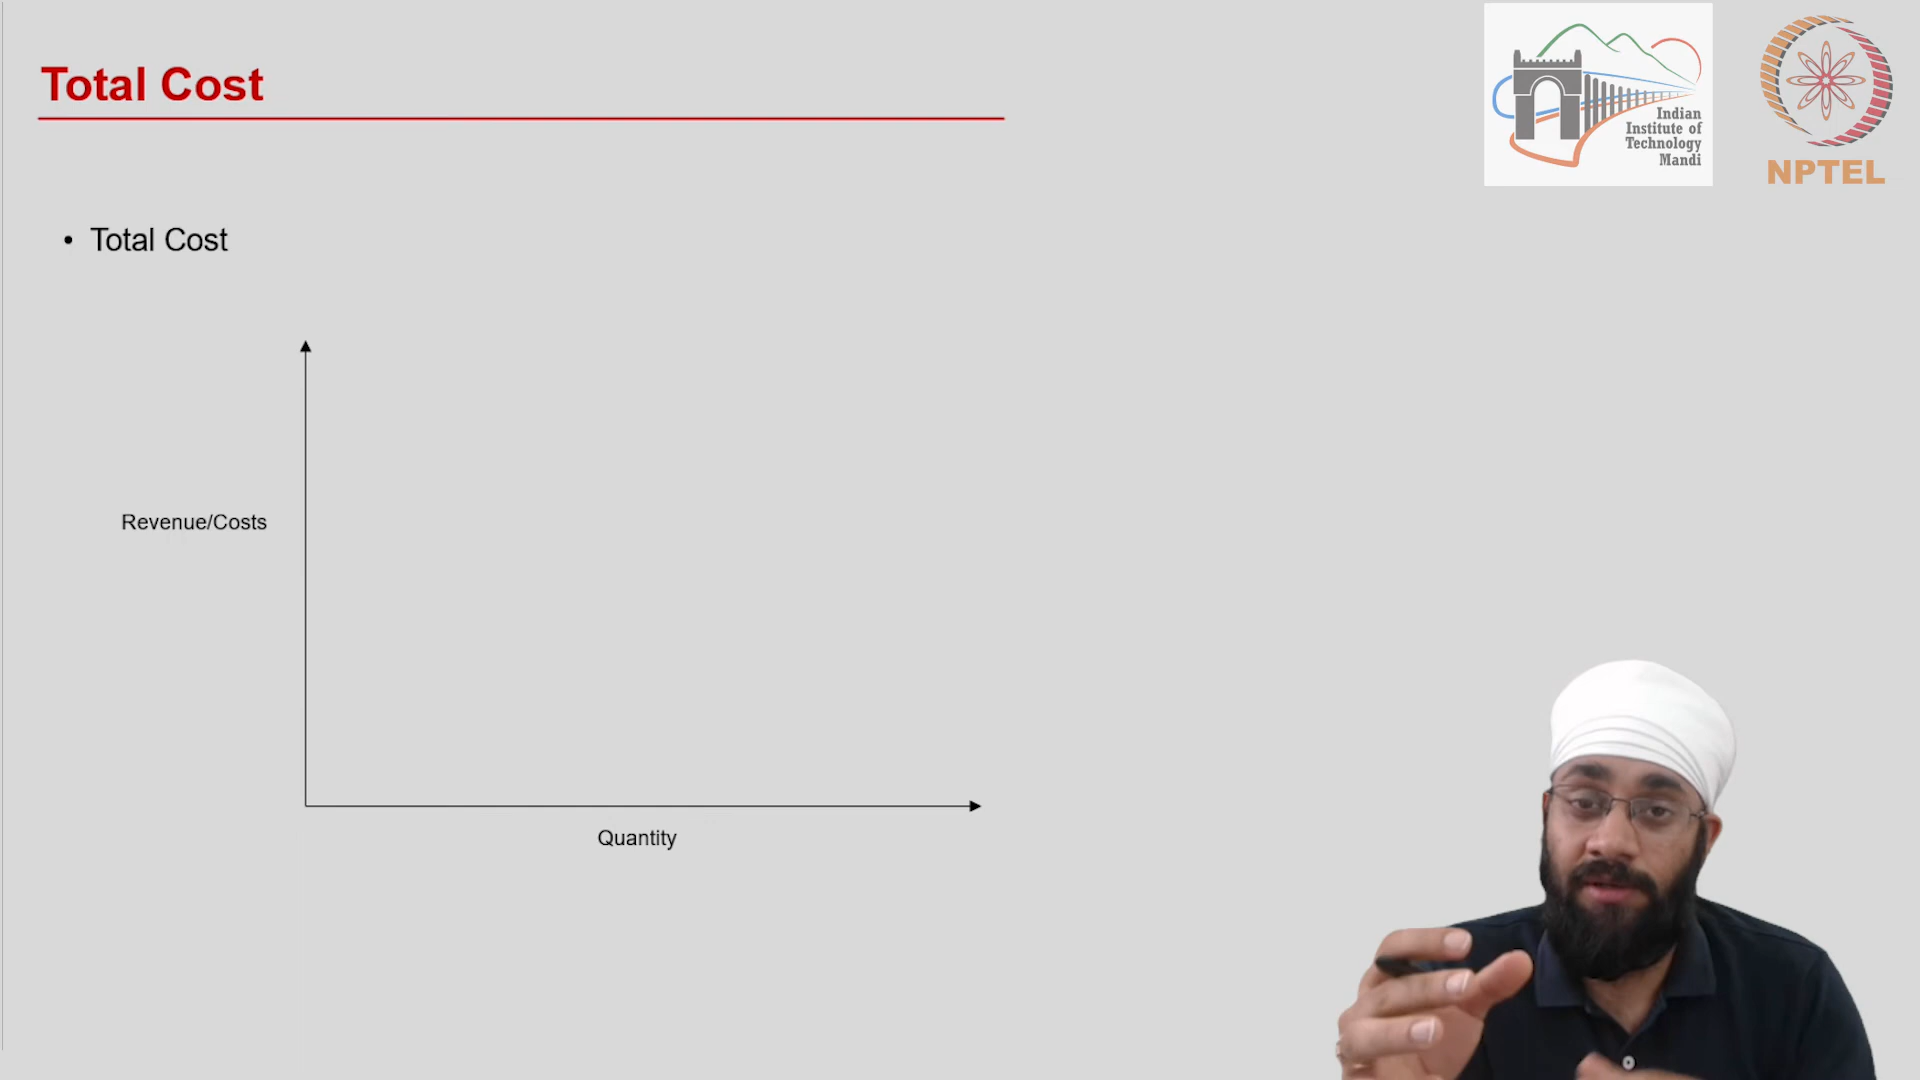 Total Cost
Indian
Institute of
Technology
Mandi
NPTEL
• Total Cost
Revenue/Costs
Quantity